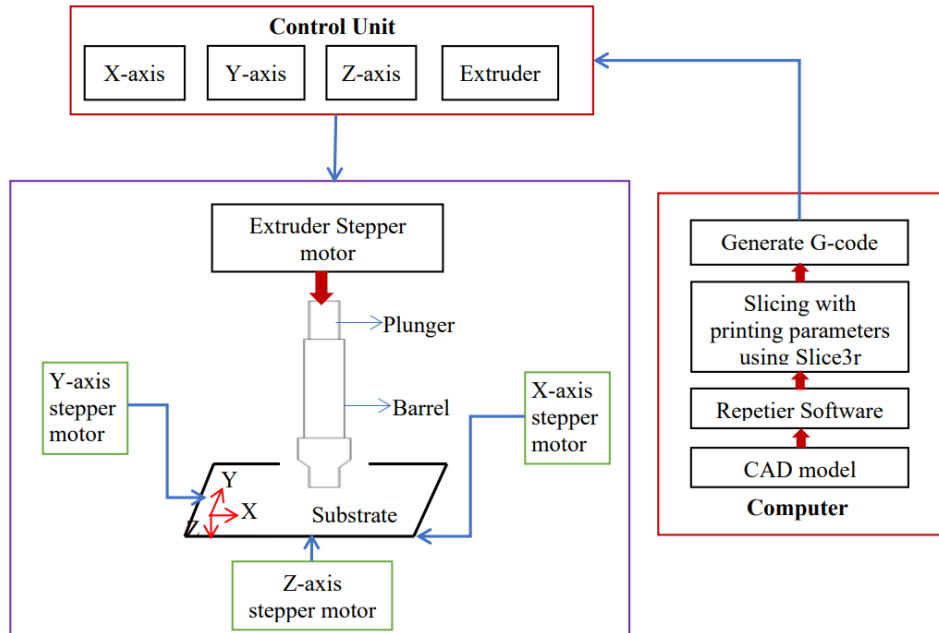 Control Unit
X-axis
Y-axis
Z-axis
Extruder
Extruder Stepper
motor
Plunger
Barrel
Y-axis
stepper
motor
X-axis
stepper
motor
Y
X
Z
Substrate
Z-axis
stepper motor
Generate G-code
Slicing with
printing parameters
using Slice3r
Repetier Software
CAD model
Computer